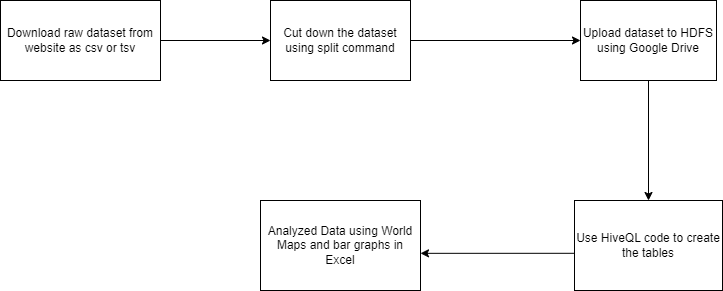 Download raw dataset from
website as csv or tsv
Cut down the dataset
using split command
Upload dataset to HDFS
using Google Drive
Use HiveQL code to create
the tables
Analyzed Data using World
Maps and bar graphs in
Excel